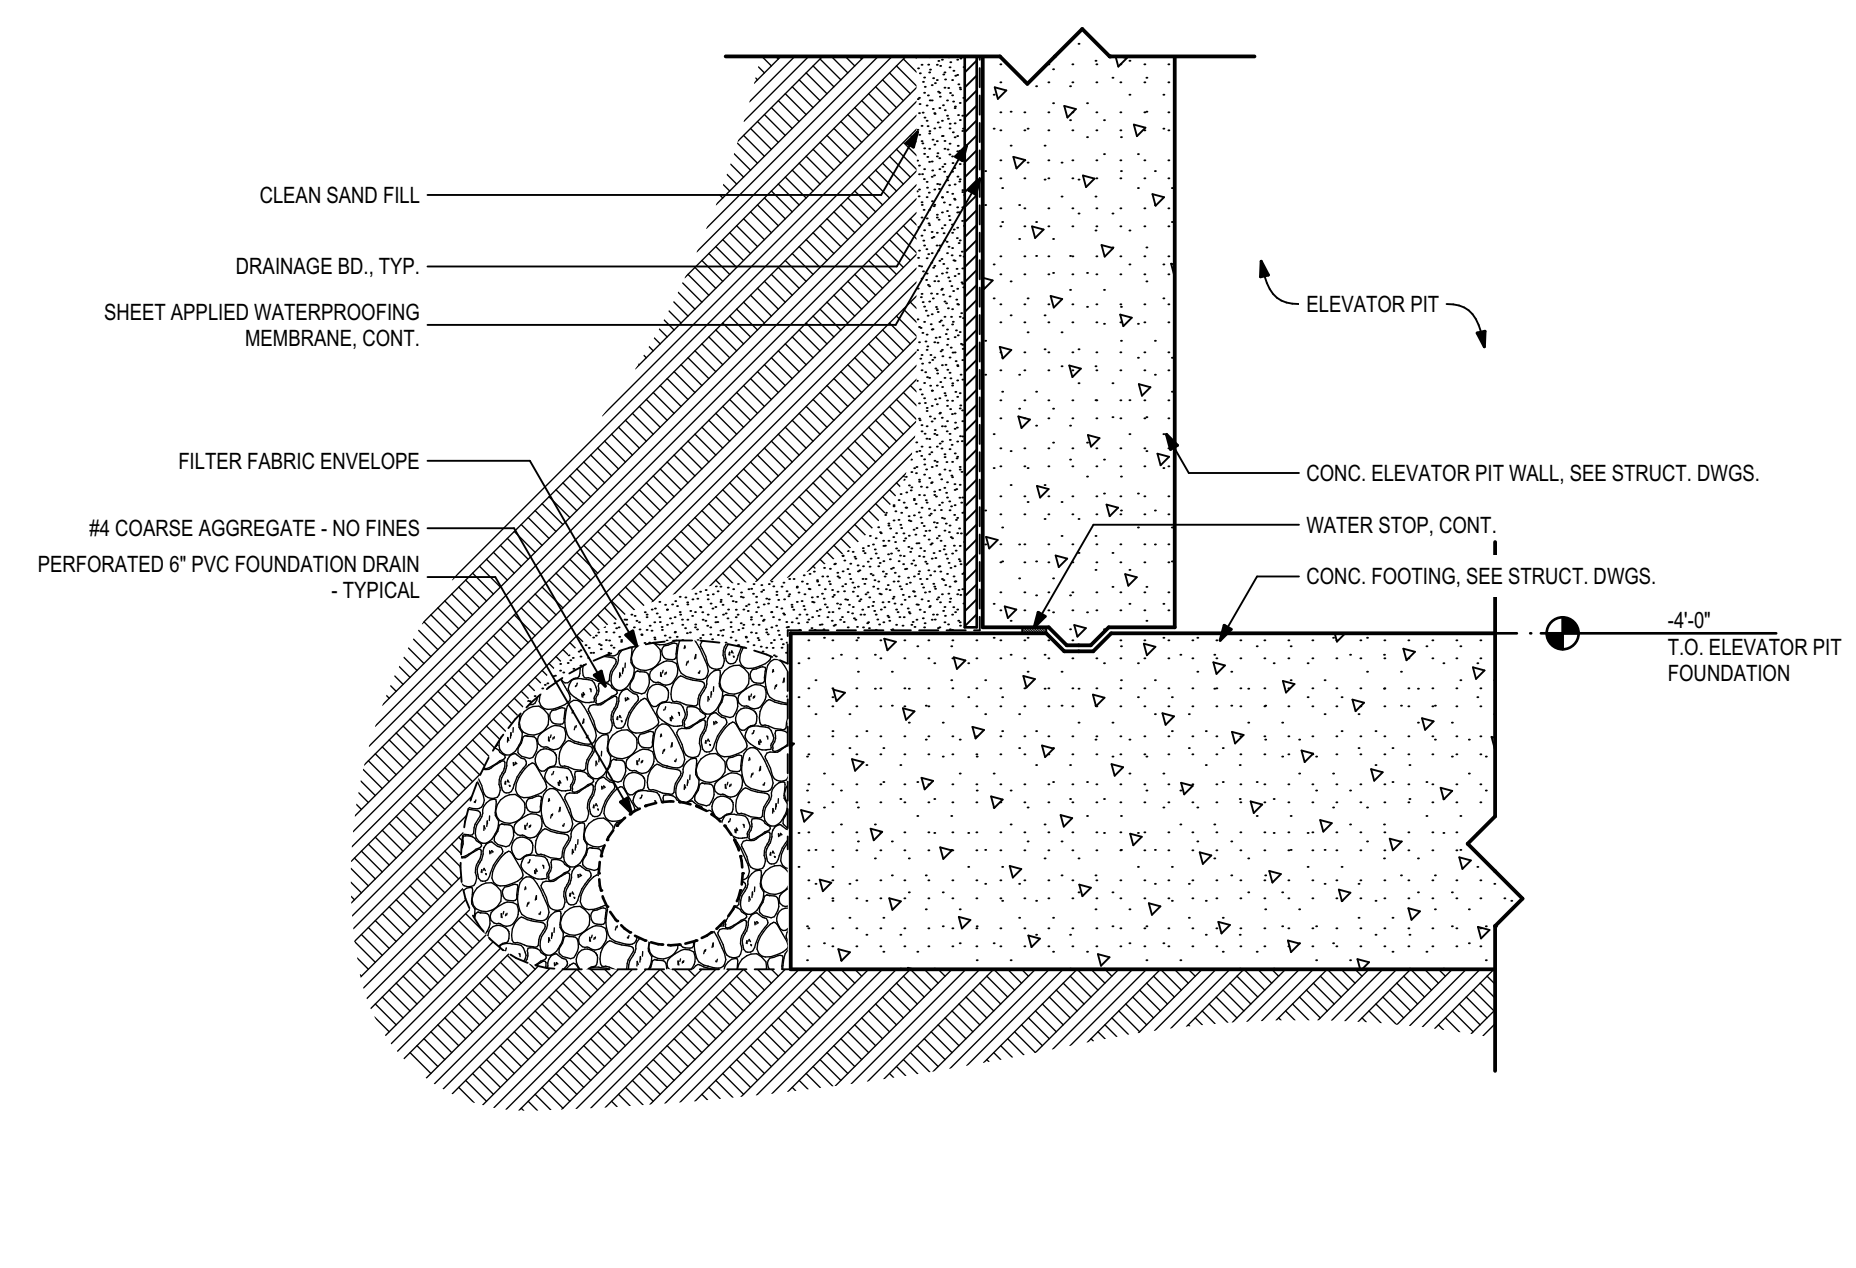 CLEAN SAND FILL
DRAINAGE BD., TYP.
SHEET APPLIED WATERPROOFING
MEMBRANE, CONT.
FILTER FABRIC ENVELOPE
#4 COARSE AGGREGATE - NO FINES
PERFORATED 6" PVC FOUNDATION DRAIN
- TYPICAL
ELEVATOR PIT
CONC. ELEVATOR PIT WALL, SEE STRUCT. DWGS.
WATER STOP, CONT.
CONC. FOOTING, SEE STRUCT. DWGS.
-4'-0"
T.O. ELEVATOR PIT
FOUNDATION